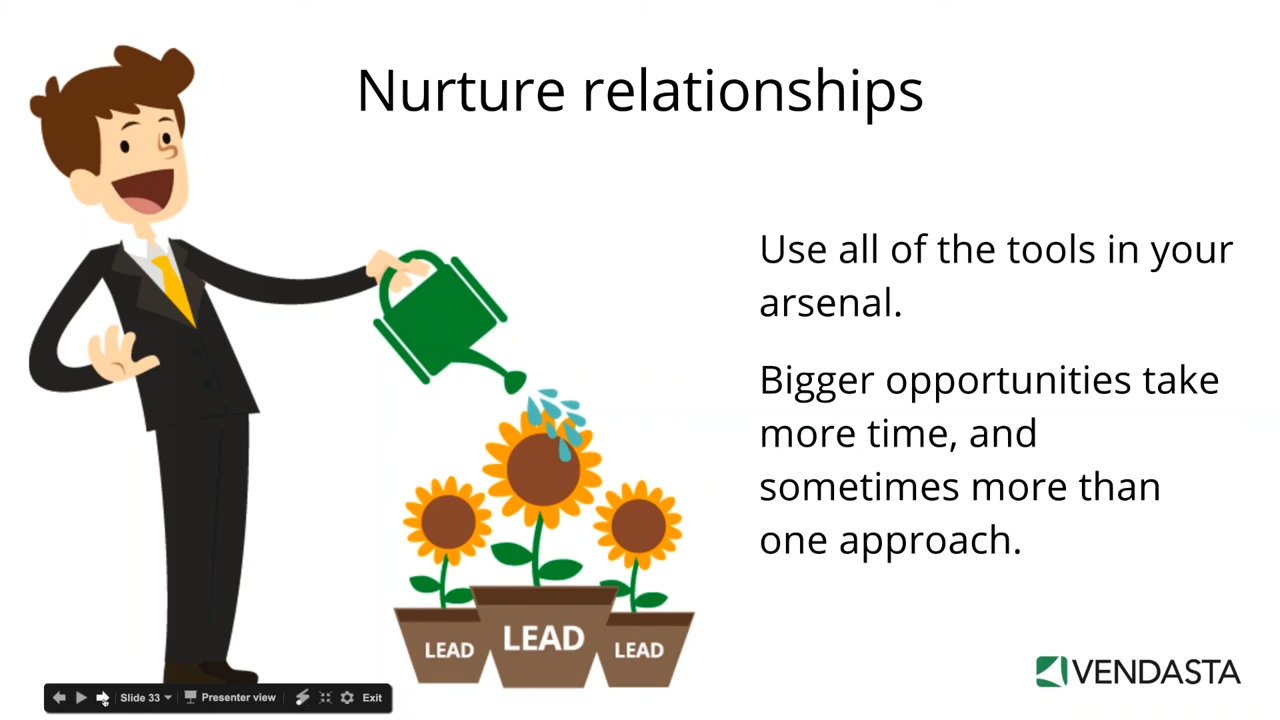 Nurture relationships
Use all of the tools in your
arsenal.
Bigger opportunities take
more time, and
sometimes more than
one approach.
LEAD
LEAD
LEAD
VENDASTA
Slide 33
Presenter view
Exit